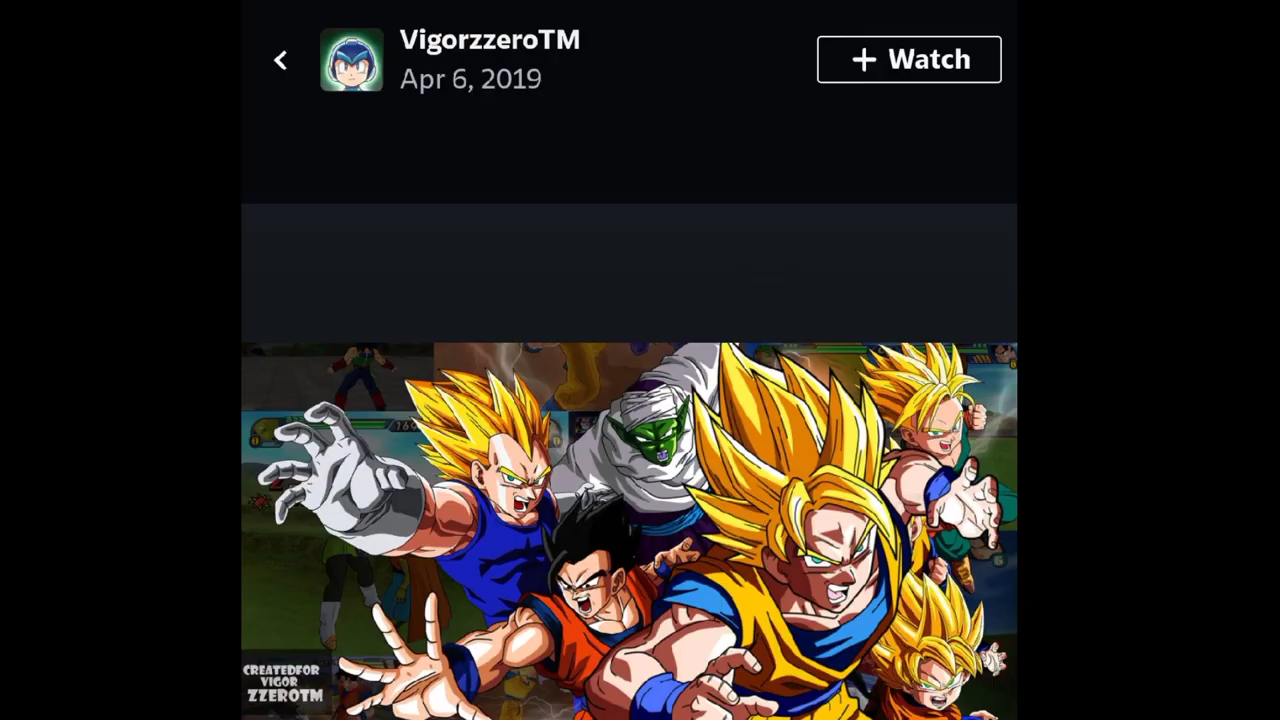 VigorzzeroTM
Apr 6, 2019
+ Watch
CREATEDFOR
VIGOR
ZZEROTM